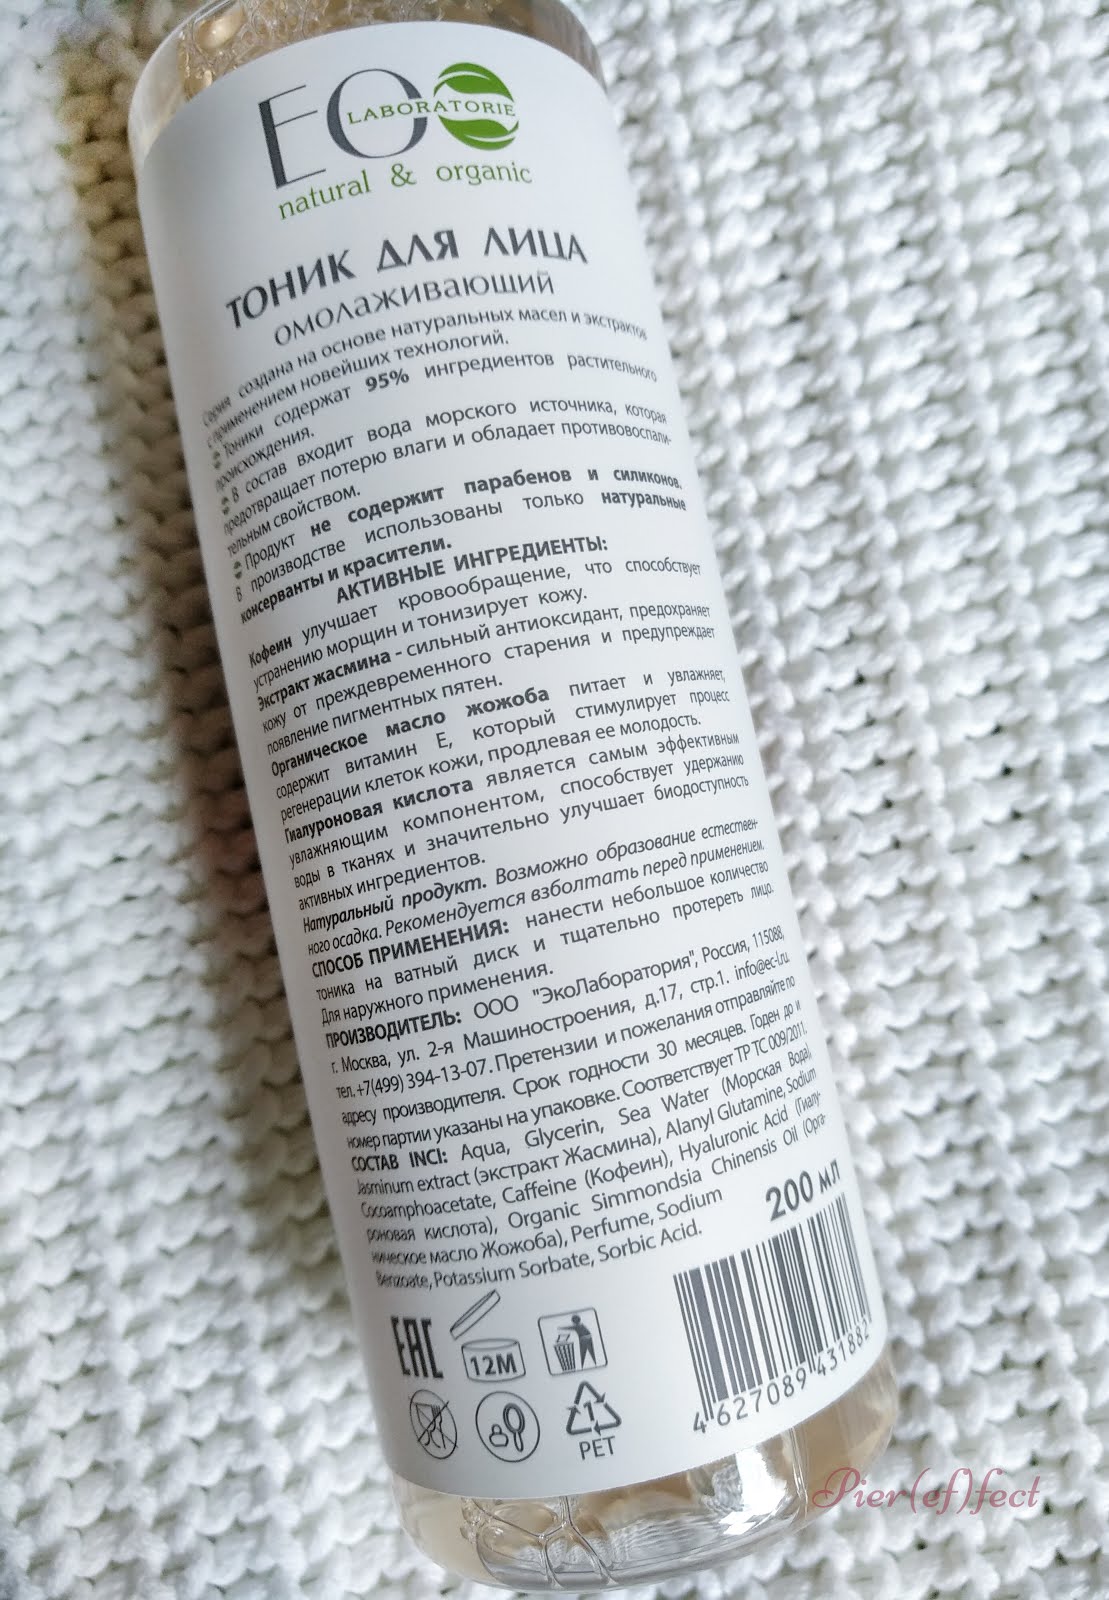 EO
LABORATORIE
natural & organic
ТОНИК ДЛЯ ЛИЦА
омолаживающий
Серия создана на основе натуральных масел и экстрактов
с применением новейших технологий.
Тоники содержат 95% ингредиентов растительного
происхождения.
В состав входит вода морского источника, которая
предотвращает потерю влаги и обладает противовоспали-
тельным свойством.
Продукт не содержит парабенов и силиконов.
В производстве использованы только натуральные
консерванты и красители.
АКТИВНЫЕ ИНГРЕДИЕНТЫ:
Кофеин улучшает кровообращение, что способствует
устранению морщин и тонизирует кожу.
Экстракт жасмина - сильный антиоксидант, предохраняет
кожу от преждевременного старения и предупреждает
появление пигментных пятен.
Органическое масло жожоба питает и увлажняет,
содержит витамин Е, который стимулирует процесс
регенерации клеток кожи, продлевая ее молодость.
Гиалуроновая кислота является самым эффективным
увлажняющим компонентом, способствует удержанию
воды в тканях и значительно улучшает биодоступность
активных ингредиентов.
Натуральный продукт. Возможно образование естествен-
ного осадка. Рекомендуется взболтать перед применением.
СПОСОБ ПРИМЕНЕНИЯ: нанести небольшое количество
тоника на ватный диск и тщательно протереть лицо.
Для наружного применения.
ПРОИЗВОДИТЕЛЬ: ООО "ЭкоЛаборатория", Россия, 115088,
г. Москва, ул. 2-я Машиностроения, д.17, стр.1. info@ec-l.ru
тел.+7(499) 394-13-07. Претензии и пожелания отправляйте по
адресу производителя. Срок годности 30 месяцев. Годен до и
номер партии указаны на упаковке. Соответствует ТР ТС 009/2011.
СОСТАВ INCI: Aqua, Glycerin, Sea Water (Морская Вода),
Jasminum extract (экстракт Жасмина), Alanyl Glutamine, Sodium
Cocoamphoacetate, Caffeine (Кофеин), Hyaluronic Acid (Гиалу-
роновая кислота), Organic Simmondsia Chinensis Oil (Орга-
ническое масло Жожоба), Perfume, Sodium
Benzoate, Potassium Sorbate, Sorbic Acid.
200 мл
EAC
12M
1
PET
4 627089 431882
Pier(ef)fect